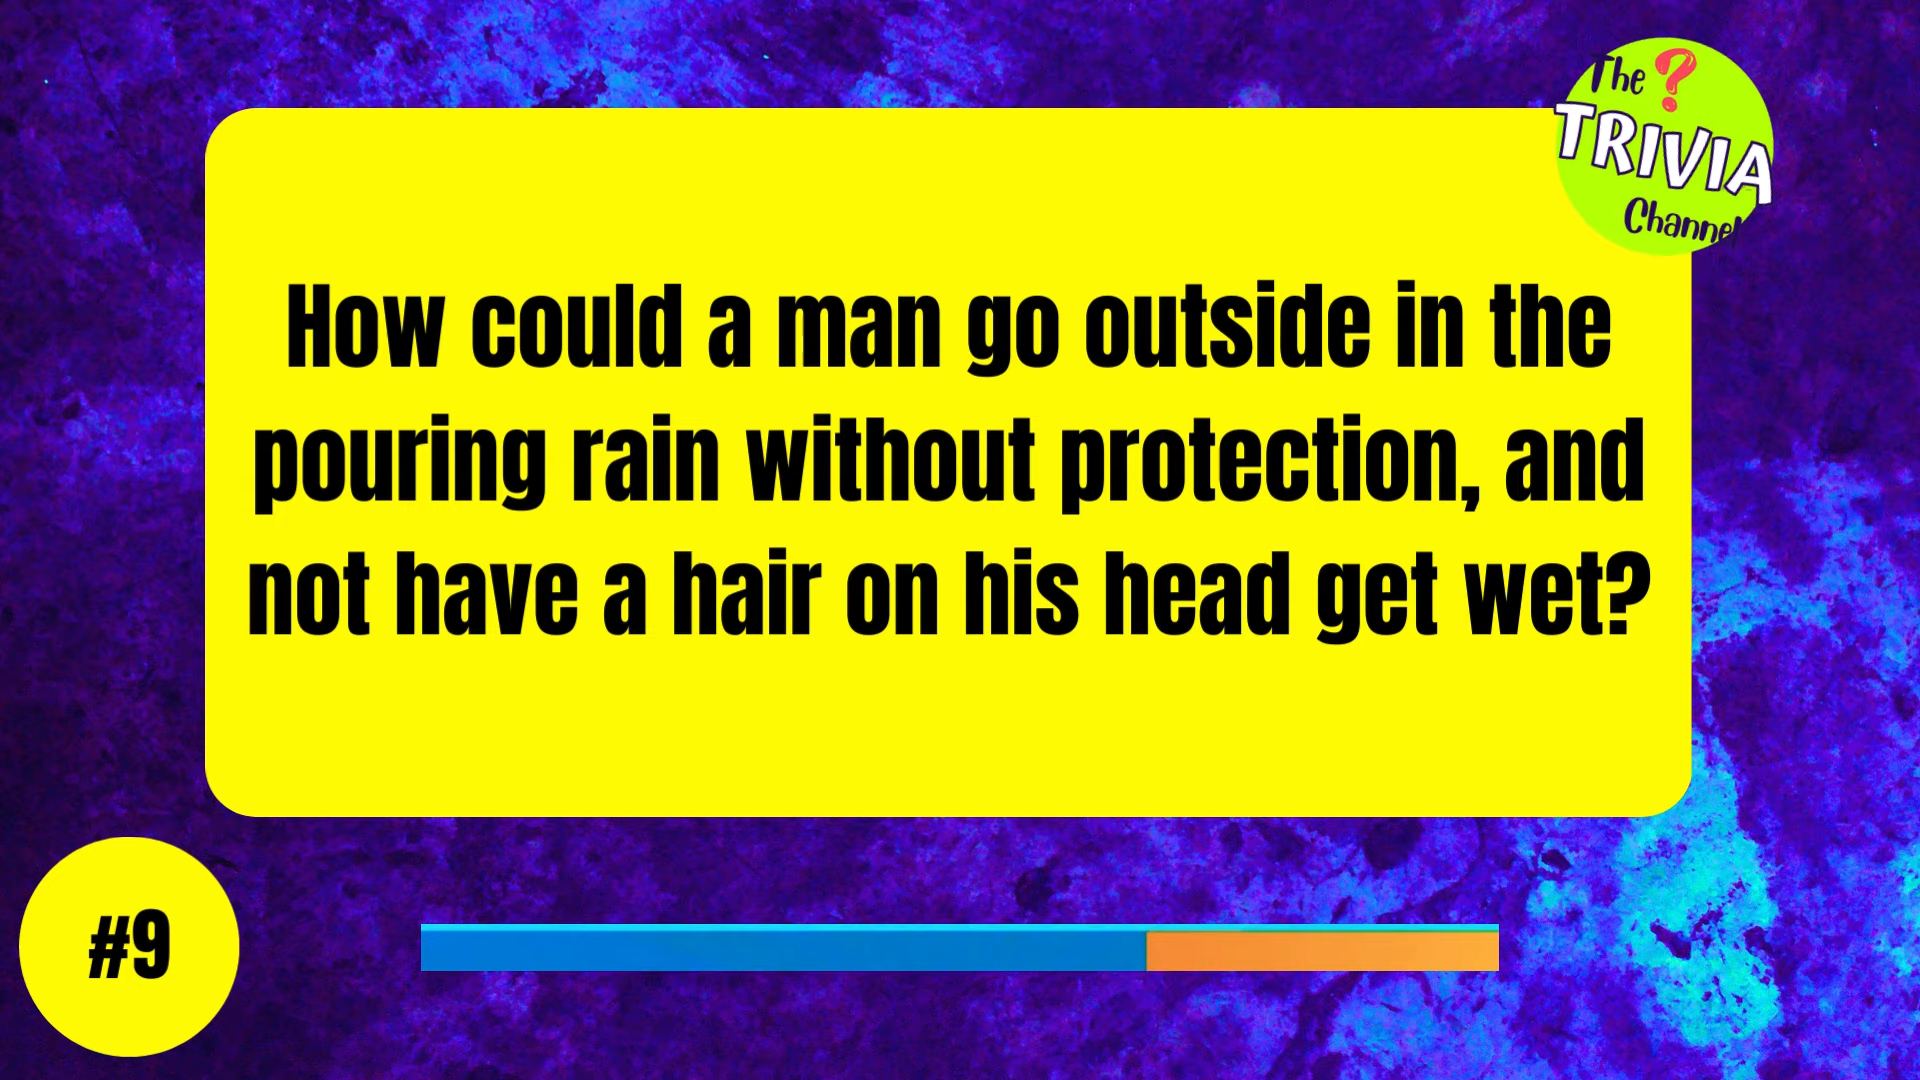 The ?
TRIVIA
Channel
How could a man go outside in the
pouring rain without protection, and
not have a hair on his head get wet?
#9